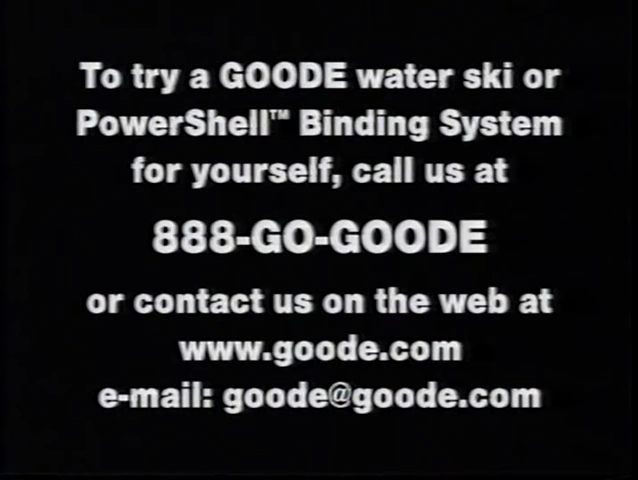 To try a GOODE water ski or
PowerShell™ Binding System
for yourself, call us at
888-GO-GOODE
or contact us on the web at
www.goode.com
e-mail: goode@goode.com